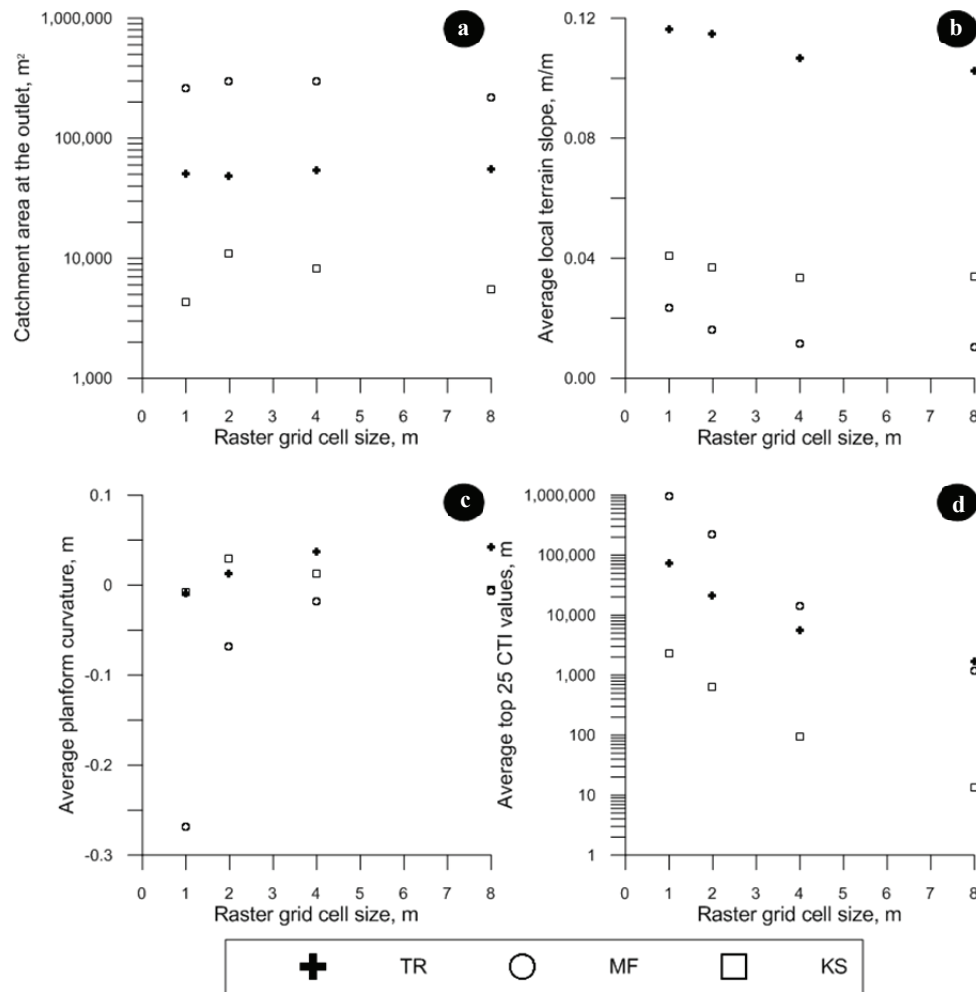 a
Catchment area at the outlet, m²
1,000,000
100,000
10,000
1,000
0 1 2 3 4 5 6 7 8
Raster grid cell size, m
b
Average local terrain slope, m/m
0.12
0.08
0.04
0.00
0 1 2 3 4 5 6 7 8
Raster grid cell size, m
c
Average planform curvature, m
0.1
0
-0.1
-0.2
-0.3
0 1 2 3 4 5 6 7 8
Raster grid cell size, m
d
Average top 25 CTI values, m
1,000,000
100,000
10,000
1,000
100
10
1
0 1 2 3 4 5 6 7 8
Raster grid cell size, m
TR MF KS